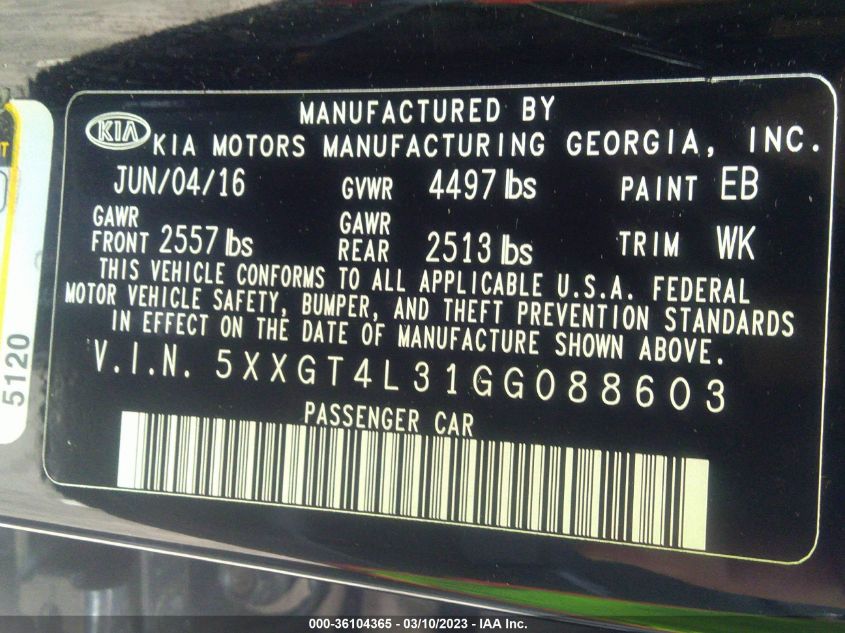 MANUFACTURED BY
KIA KIA MOTORS MANUFACTURING GEORGIA, INC.
JUN/04/16 GVWR 4497 lbs PAINT EB
GAWR FRONT 2557 lbs GAWR REAR 2513 lbs TRIM WK
THIS VEHICLE CONFORMS TO ALL APPLICABLE U.S.A. FEDERAL
MOTOR VEHICLE SAFETY, BUMPER, AND THEFT PREVENTION STANDARDS
IN EFFECT ON THE DATE OF MANUFACTURE SHOWN ABOVE.
V.I.N. 5XXGT4L31GG088603
PASSENGER CAR
5120
000-36104365 - 03/10/2023 - IAA Inc.